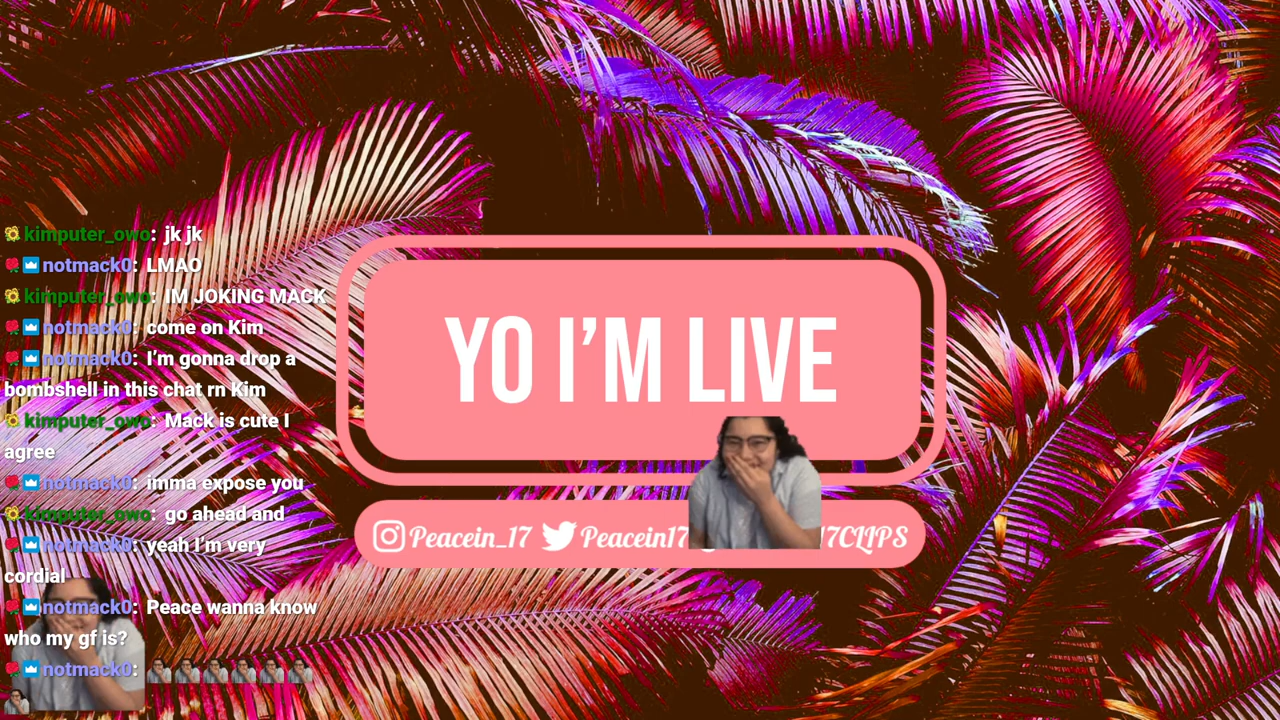 kimputer_owo: jk jk
notmack0: LMAO
kimputer_owo: IM JOKING MACK
notmack0: come on Kim
notmack0: I'm gonna drop a
bombshell in this chat rn Kim
kimputer_owo: Mack is cute I
agree
notmack0: imma expose you
kimputer_owo: go ahead and
notmack0: yeah I'm very
cordial
notmack0: Peace wanna know
who my gf is?
notmack0:
YO I’M LIVE
Peacein_17 Peacein17 17CLIPS